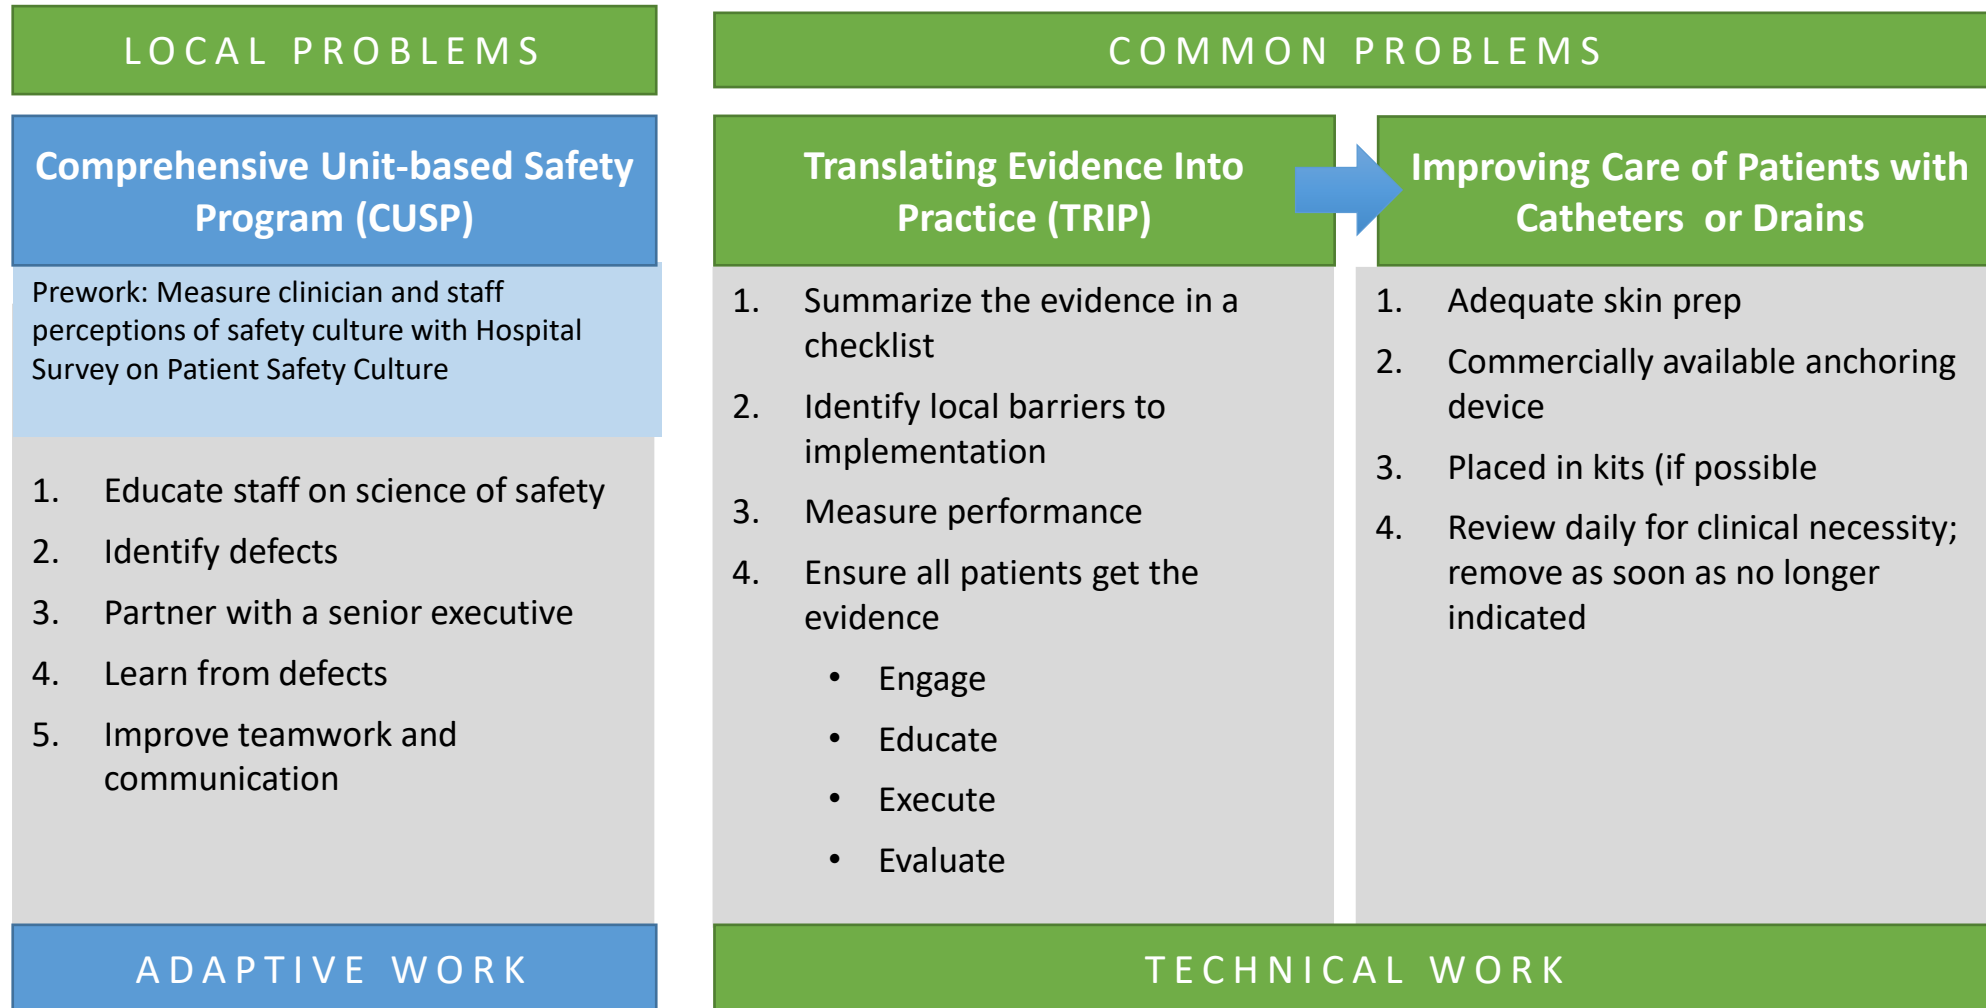 LOCAL PROBLEMS
COMMON PROBLEMS
Comprehensive Unit-based Safety
Program (CUSP)
Prework: Measure clinician and staff
perceptions of safety culture with Hospital
Survey on Patient Safety Culture
1. Educate staff on science of safety
2. Identify defects
3. Partner with a senior executive
4. Learn from defects
5. Improve teamwork and
communication
ADAPTIVE WORK
Translating Evidence Into
Practice (TRIP)
1. Summarize the evidence in a
checklist
2. Identify local barriers to
implementation
3. Measure performance
4. Ensure all patients get the
evidence
• Engage
• Educate
• Execute
• Evaluate
Improving Care of Patients with
Catheters or Drains
1. Adequate skin prep
2. Commercially available anchoring
device
3. Placed in kits (if possible
4. Review daily for clinical necessity;
remove as soon as no longer
indicated
TECHNICAL WORK